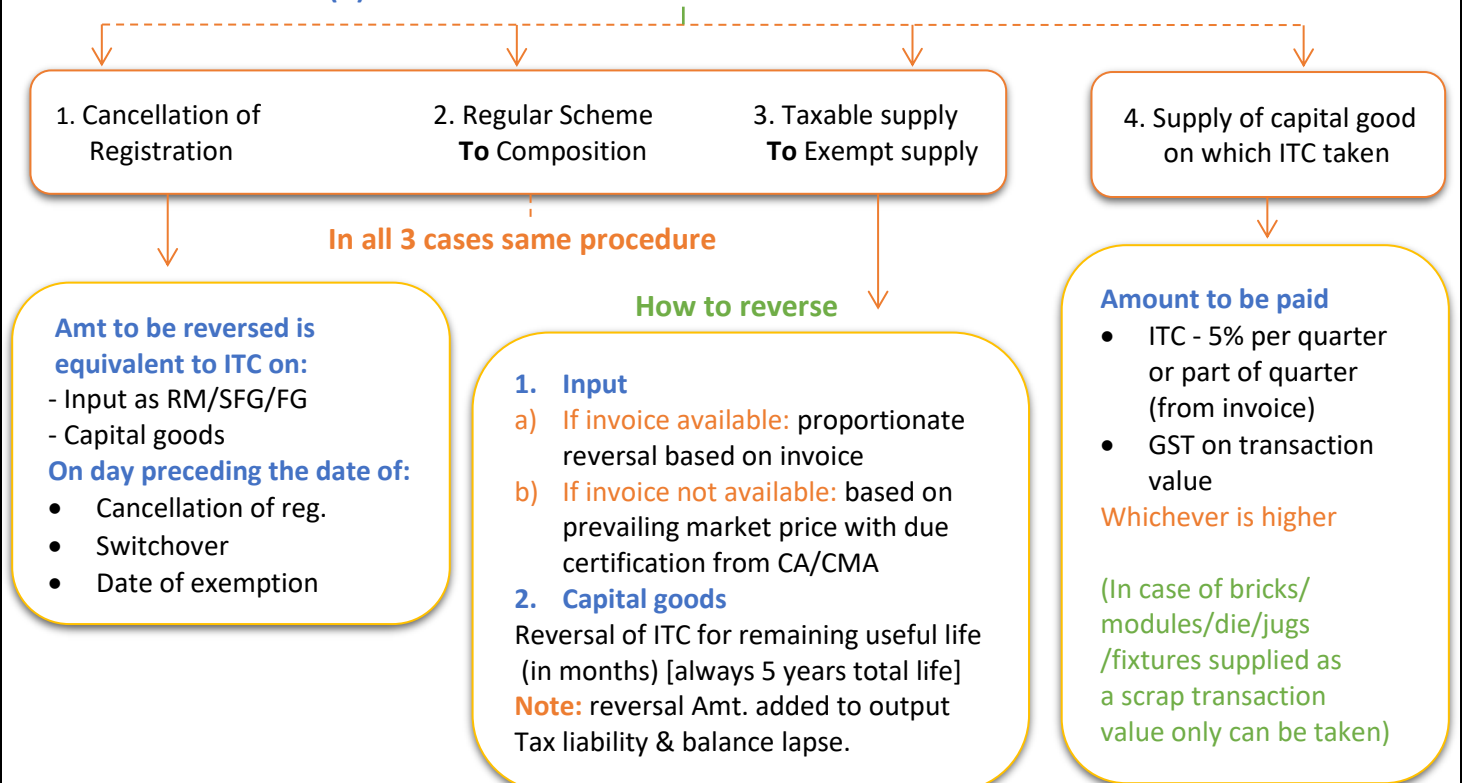 1. Cancellation of
Registration
2. Regular Scheme
To Composition
3. Taxable supply
To Exempt supply
4. Supply of capital good
on which ITC taken
In all 3 cases same procedure
Amt to be reversed is
equivalent to ITC on:
- Input as RM/SFG/FG
- Capital goods
On day preceding the date of:
• Cancellation of reg.
• Switchover
• Date of exemption
How to reverse
1. Input
a) If invoice available: proportionate
reversal based on invoice
b) If invoice not available: based on
prevailing market price with due
certification from CA/CMA
2. Capital goods
Reversal of ITC for remaining useful life
(in months) [always 5 years total life]
Note: reversal Amt. added to output
Tax liability & balance lapse.
Amount to be paid
• ITC - 5% per quarter
or part of quarter
(from invoice)
• GST on transaction
value
Whichever is higher
(In case of bricks/
modules/die/jugs
/fixtures supplied as
a scrap transaction
value only can be taken)